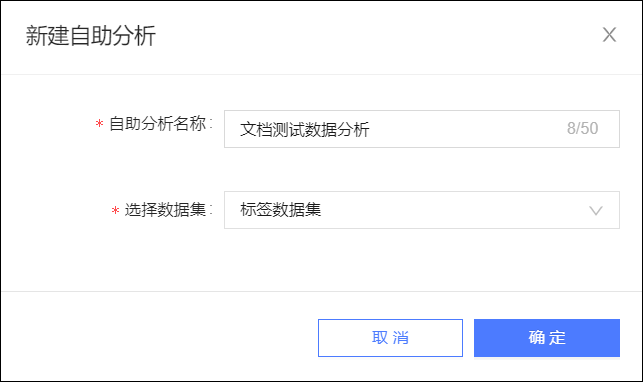 新建自助分析
* 自助分析名称: 文档测试数据分析 8/50
* 选择数据集: 标签数据集
取消 确定